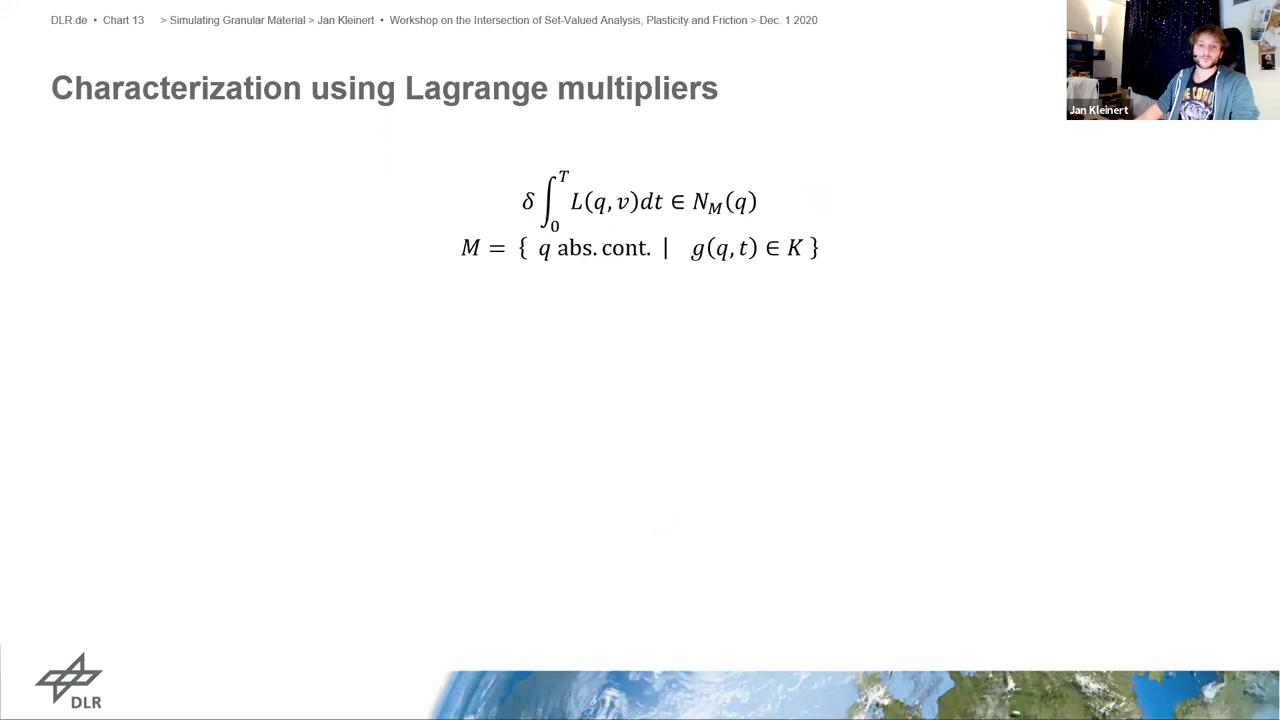 DLR.de • Chart 13 > Simulating Granular Material > Jan Kleinert • Workshop on the Intersection of Set-Valued Analysis, Plasticity and Friction > Dec. 1 2020
Jan Kleinert
Characterization using Lagrange multipliers
δ∫₀ᵀ L(q, v)dt ∈ N_M(q)
M = { q abs. cont. | g(q, t) ∈ K }
DLR